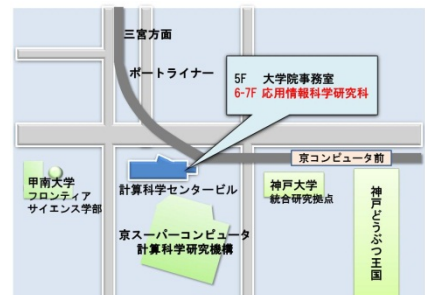 三宮方面
ポートライナー
5F 大学院事務室
6-7F 応用情報科学研究科
京コンピュータ前
甲南大学
フロンティア
サイエンス学部
計算科学センタービル
神戸大学
統合研究拠点
京スーパーコンピュータ
計算科学研究機構
神戸どうぶつ王国